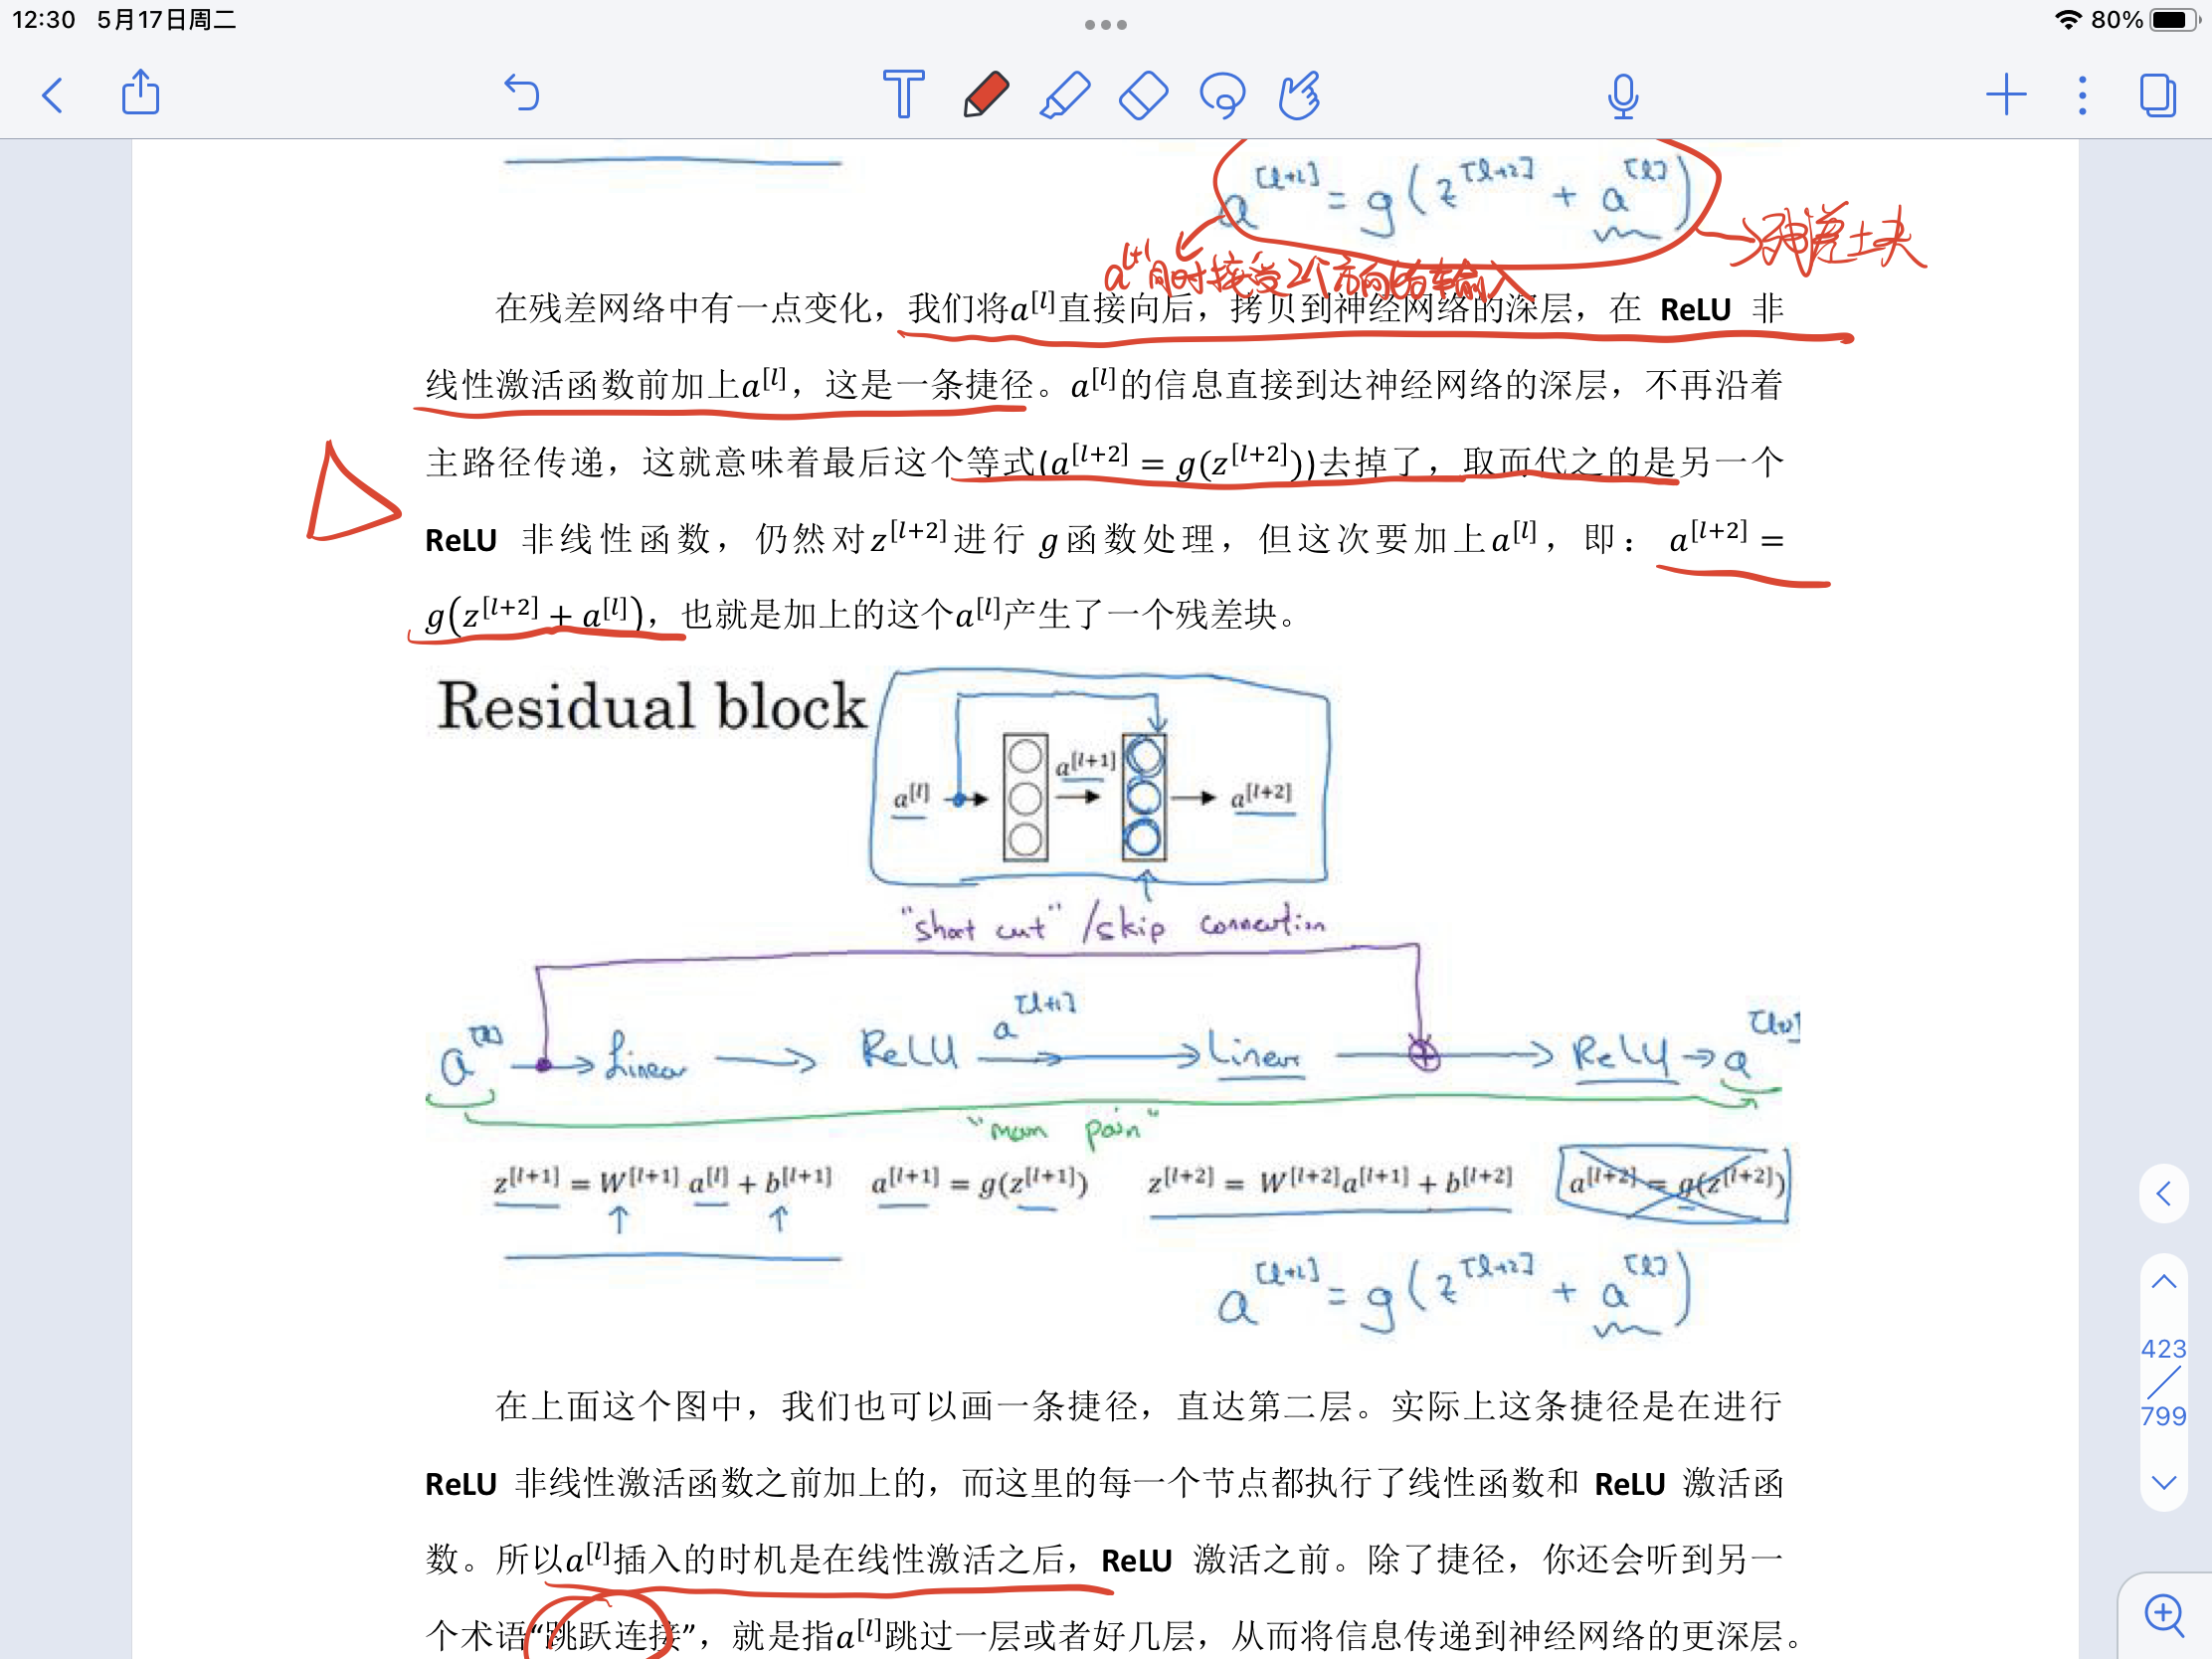 12:30 5月17日周二
80%
a[l+2] = g(z[l+2] + a[l])
残差块
a[l+1]同时接受2个方向的输入
在残差网络中有一点变化，我们将a[l]直接向后，拷贝到神经网络的深层，在 ReLU 非
线性激活函数前加上a[l]，这是一条捷径。a[l]的信息直接到达神经网络的深层，不再沿着
主路径传递，这就意味着最后这个等式(a[l+2] = g(z[l+2]))去掉了，取而代之的是另一个
ReLU 非线性函数，仍然对z[l+2]进行 g函数处理，但这次要加上a[l]，即：a[l+2] =
g(z[l+2] + a[l])，也就是加上的这个a[l]产生了一个残差块。
Residual block
a[l] a[l+1] a[l+2]
"short cut" / skip connection
a[l] Linear ReLU a[l+1] Linear ReLU a[l+2]
"main path"
z[l+1] = W[l+1] a[l] + b[l+1] a[l+1] = g(z[l+1]) z[l+2] = W[l+2]a[l+1] + b[l+2] a[l+2] = g(z[l+2])
a[l+2] = g(z[l+2] + a[l])
在上面这个图中，我们也可以画一条捷径，直达第二层。实际上这条捷径是在进行
ReLU 非线性激活函数之前加上的，而这里的每一个节点都执行了线性函数和 ReLU 激活函
数。所以a[l]插入的时机是在线性激活之后，ReLU 激活之前。除了捷径，你还会听到另一
个术语“跳跃连接”，就是指a[l]跳过一层或者好几层，从而将信息传递到神经网络的更深层。
423
799